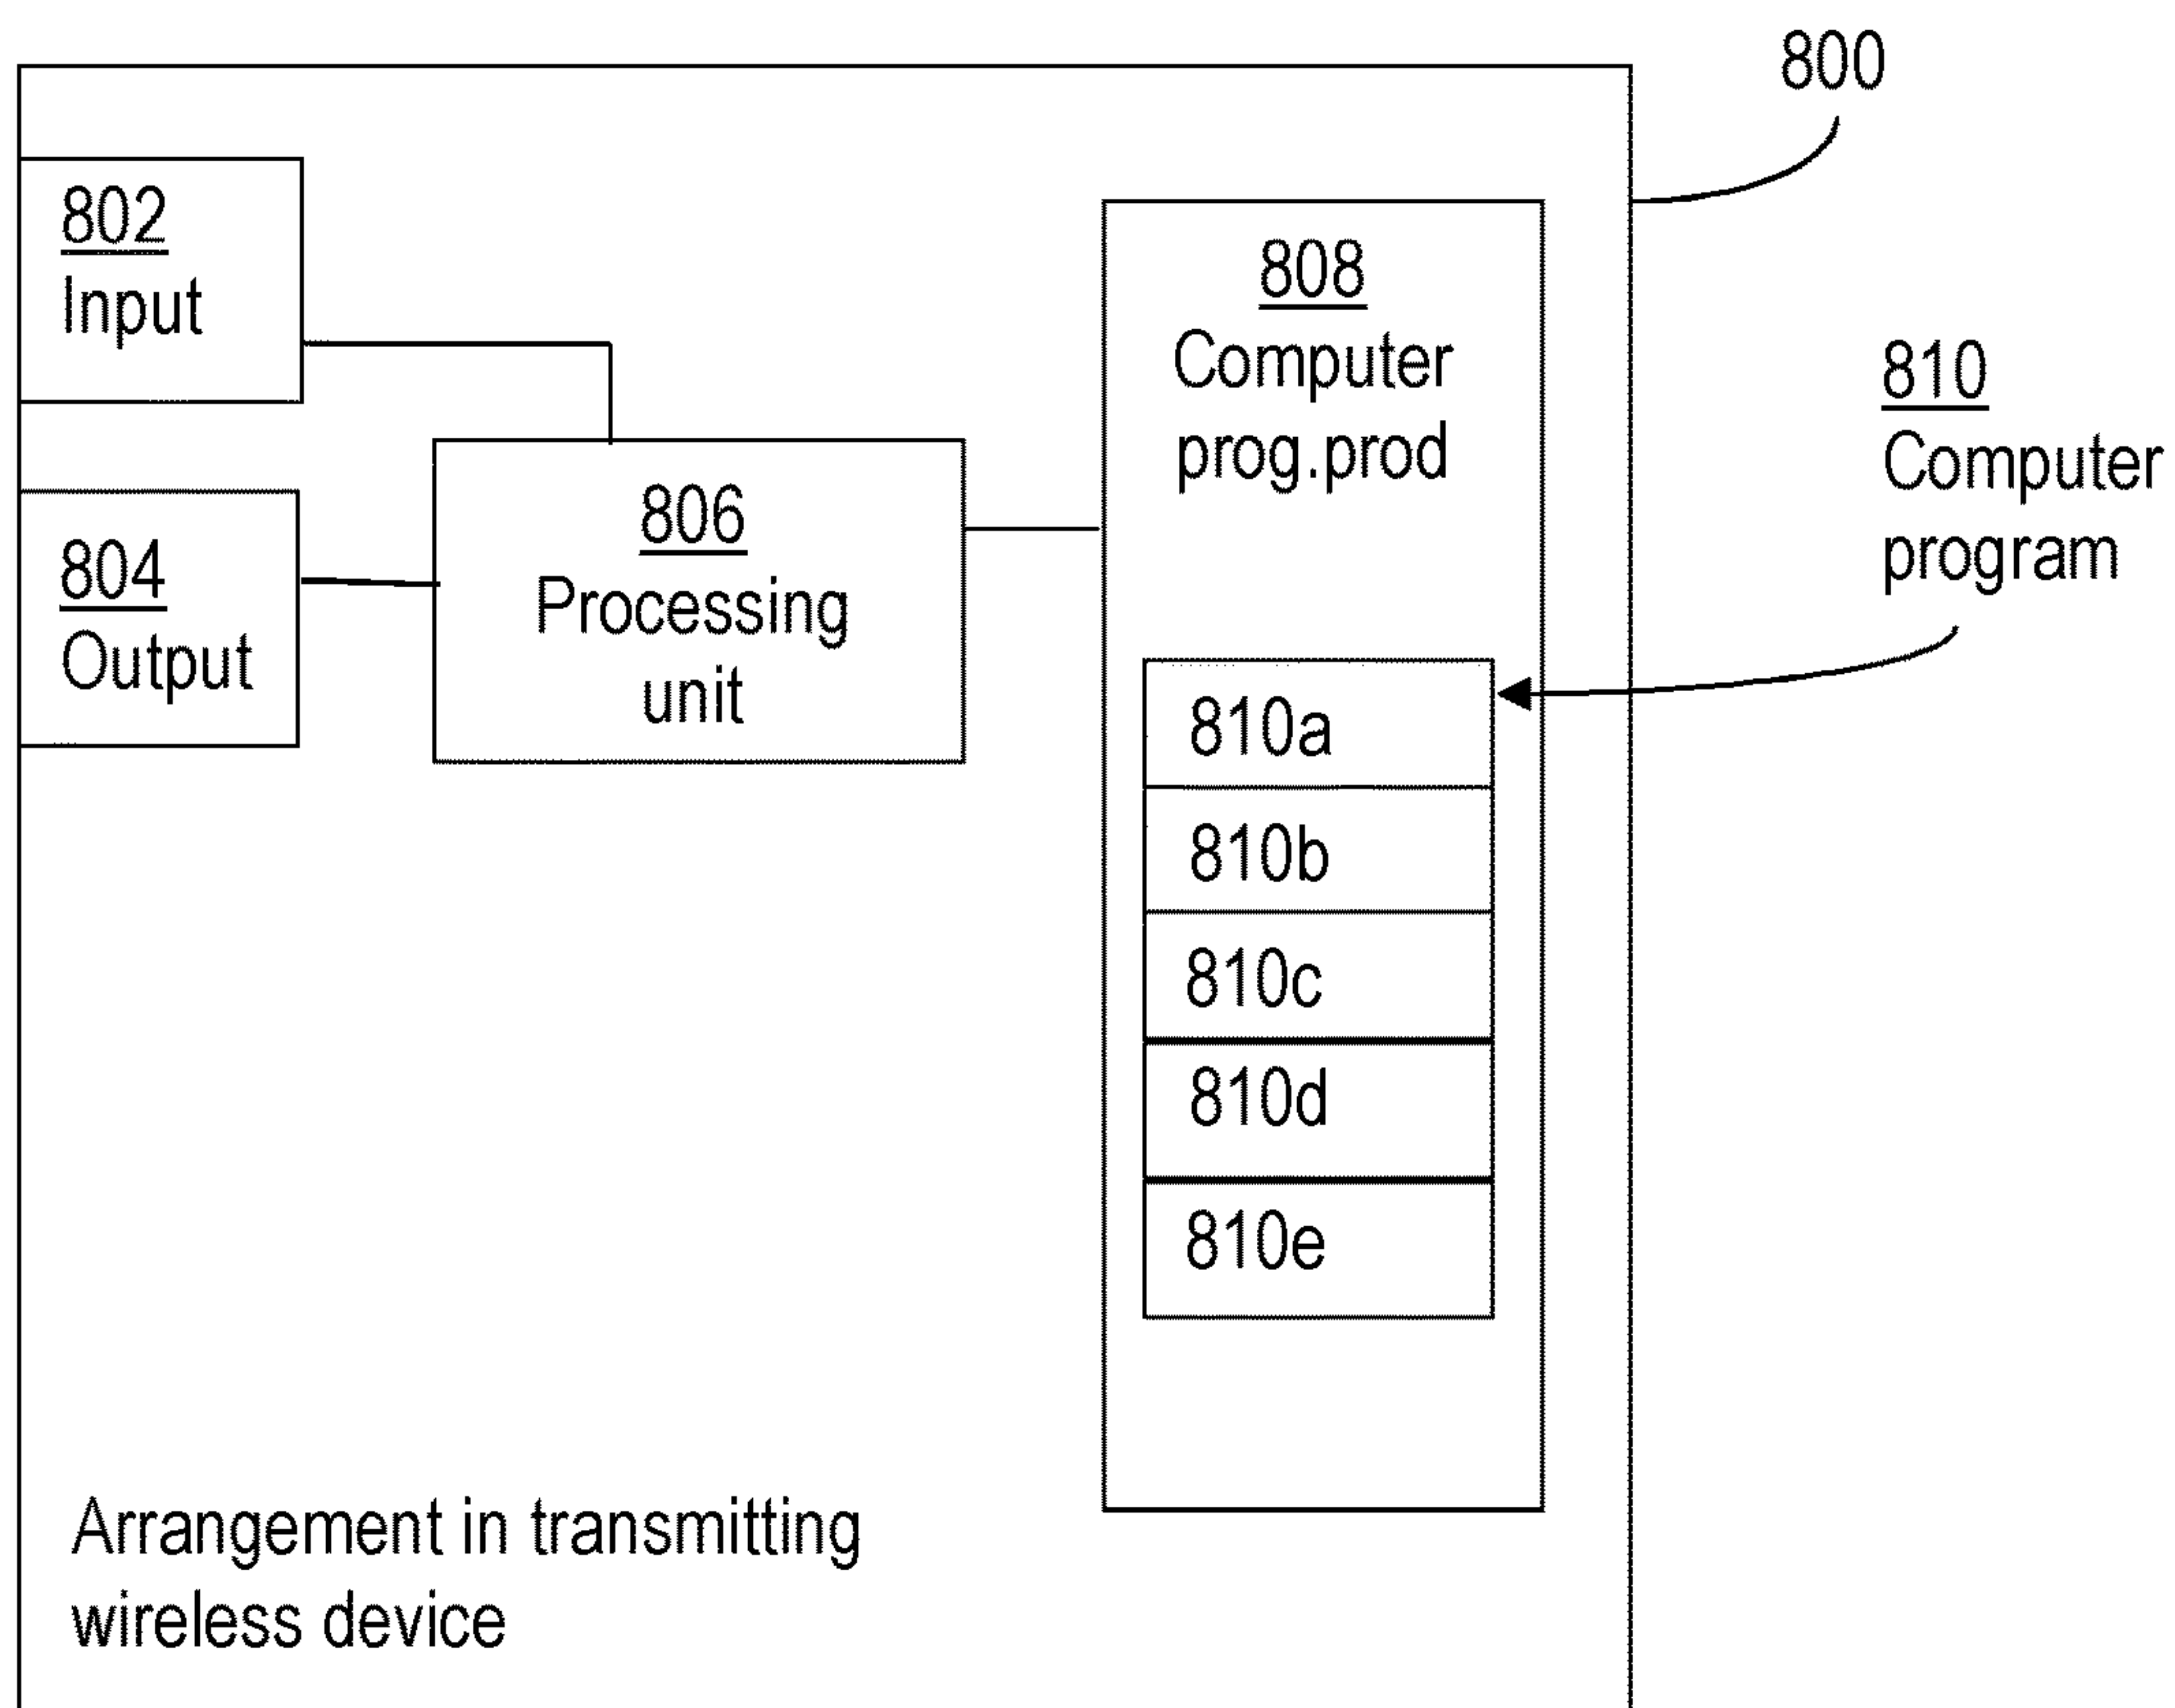 800
802
Input
804
Output
806
Processing
unit
808
Computer
prog.prod
810
Computer
program
810a
810b
810c
810d
810e
Arrangement in transmitting
wireless device